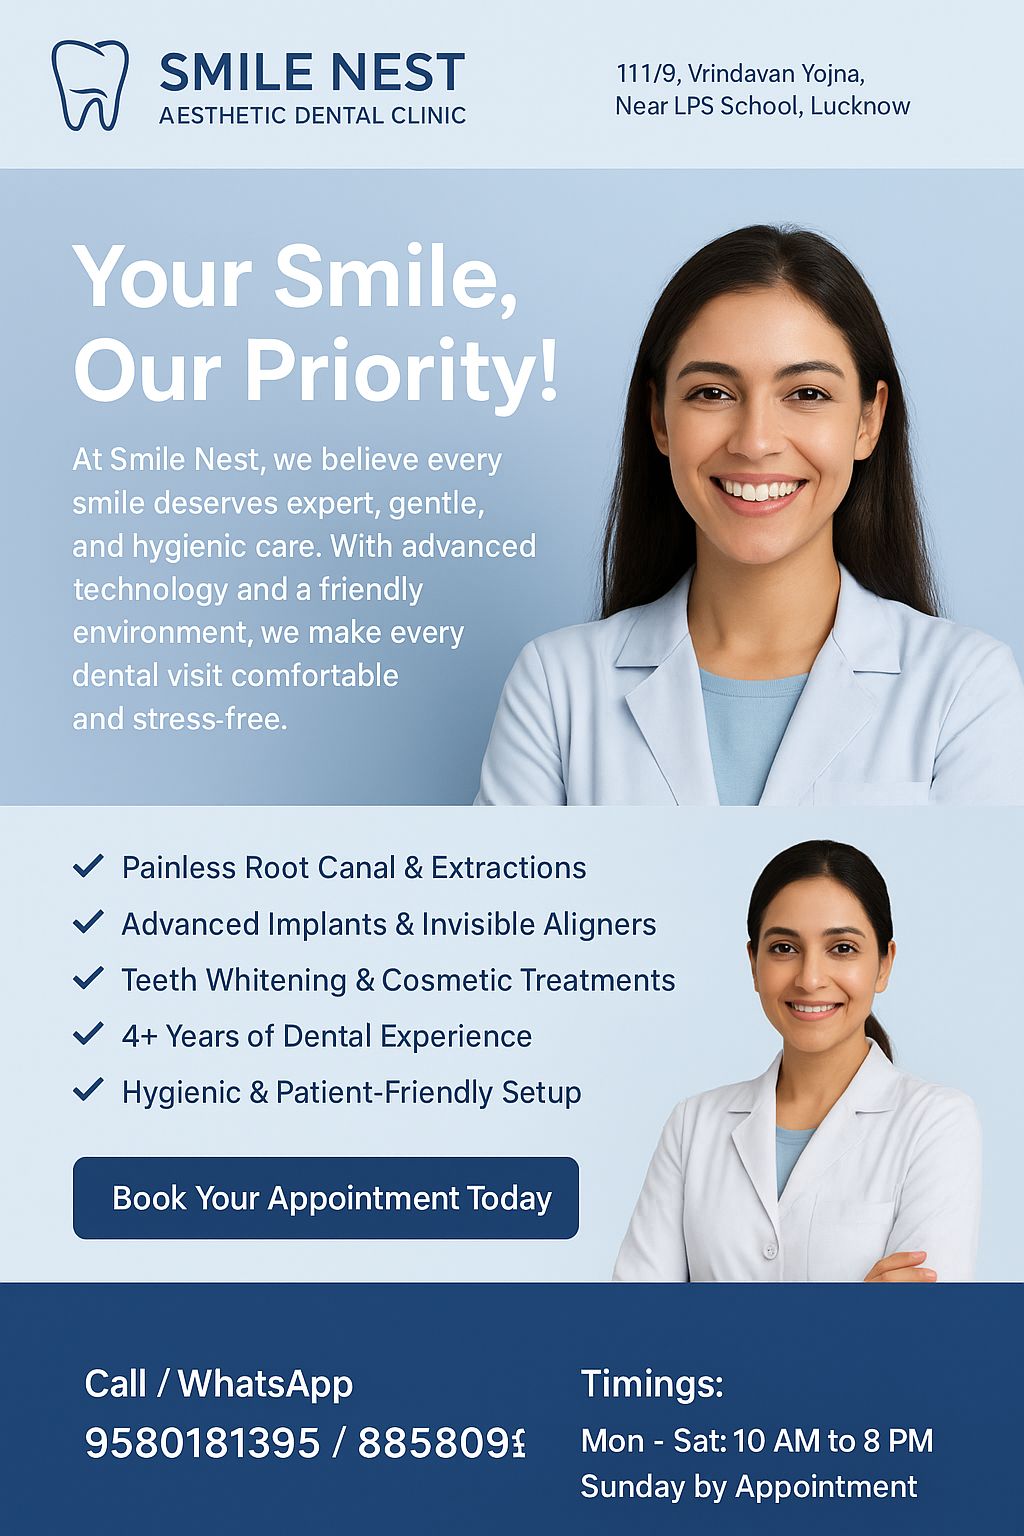 SMILE NEST
AESTHETIC DENTAL CLINIC
111/9, Vrindavan Yojna,
Near LPS School, Lucknow
Your Smile,
Our Priority!
At Smile Nest, we believe every
smile deserves expert, gentle,
and hygienic care. With advanced
technology and a friendly
environment, we make every
dental visit comfortable
and stress-free.
Painless Root Canal & Extractions
Advanced Implants & Invisible Aligners
Teeth Whitening & Cosmetic Treatments
4+ Years of Dental Experience
Hygienic & Patient-Friendly Setup
Book Your Appointment Today
Call / WhatsApp
9580181395 /
Timings:
Mon - Sat: 10 AM to 8 PM
Sunday by Appointment